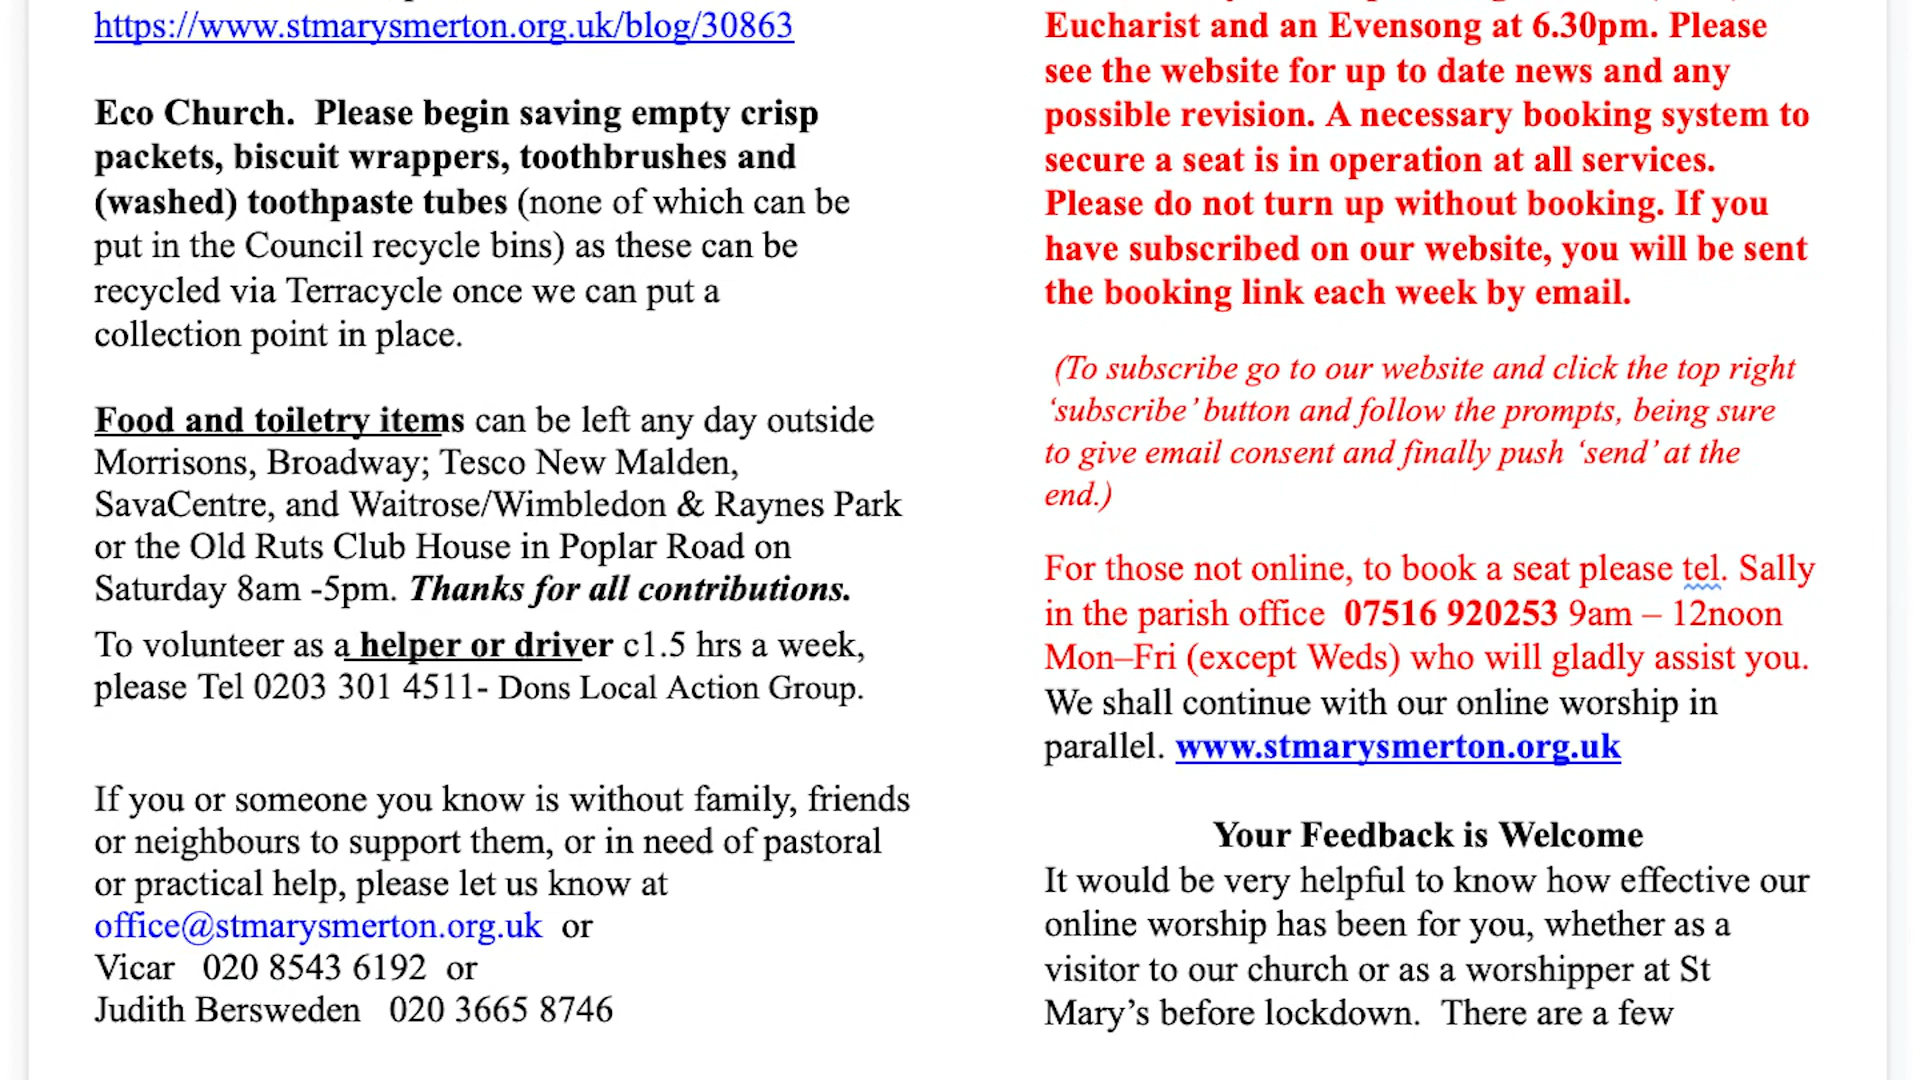 https://www.stmarysmerton.org.uk/blog/30863
Eco Church.  Please begin saving empty crisp
packets, biscuit wrappers, toothbrushes and
(washed) toothpaste tubes (none of which can be
put in the Council recycle bins) as these can be
recycled via Terracycle once we can put a
collection point in place.
Food and toiletry items can be left any day outside
Morrisons, Broadway; Tesco New Malden,
SavaCentre, and Waitrose/Wimbledon & Raynes Park
or the Old Ruts Club House in Poplar Road on
Saturday 8am -5pm. Thanks for all contributions.
To volunteer as a helper or driver c1.5 hrs a week,
please Tel 0203 301 4511- Dons Local Action Group.
If you or someone you know is without family, friends
or neighbours to support them, or in need of pastoral
or practical help, please let us know at
office@stmarysmerton.org.uk  or
Vicar   020 8543 6192  or
Judith Bersweden   020 3665 8746
Eucharist and an Evensong at 6.30pm. Please
see the website for up to date news and any
possible revision. A necessary booking system to
secure a seat is in operation at all services.
Please do not turn up without booking. If you
have subscribed on our website, you will be sent
the booking link each week by email.
(To subscribe go to our website and click the top right
‘subscribe’ button and follow the prompts, being sure
to give email consent and finally push ‘send’ at the
end.)
For those not online, to book a seat please tel. Sally
in the parish office  07516 920253 9am – 12noon
Mon–Fri (except Weds) who will gladly assist you.
We shall continue with our online worship in
parallel. www.stmarysmerton.org.uk
Your Feedback is Welcome
It would be very helpful to know how effective our
online worship has been for you, whether as a
visitor to our church or as a worshipper at St
Mary’s before lockdown.  There are a few